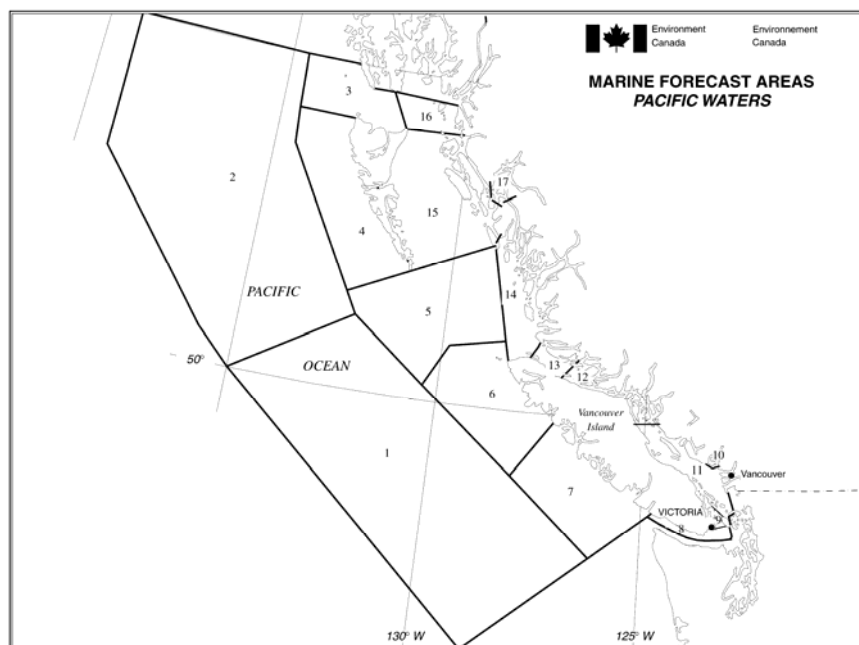 Environment Environnement
Canada Canada
MARINE FORECAST AREAS
PACIFIC WATERS
3
16
2
17
15
4
PACIFIC
14
5
50°
OCEAN
13
12
6
Vancouver
Island
1
10
11
Vancouver
7
VICTORIA
9
8
130° W
125° W